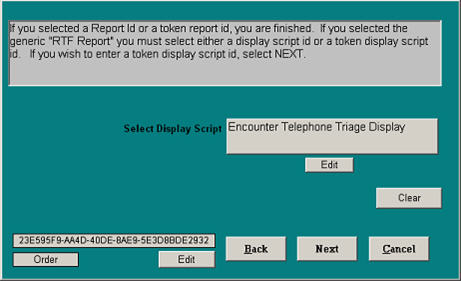 If you selected a Report Id or a token report id, you are finished.  If you selected the
generic "RTF Report" you must select either a display script id or a token display script
id.   If you wish to enter a token display script id, select NEXT.
Select Display Script
Encounter Telephone Triage Display
Edit
Clear
23E595F9-AA4D-40DE-8AE9-5E3D8BDE2932
Order
Edit
Back
Next
Cancel